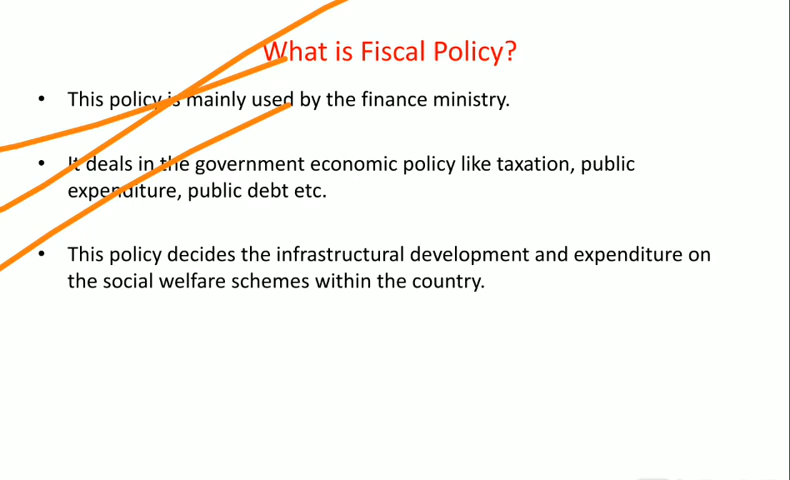 What is Fiscal Policy?
• This policy is mainly used by the finance ministry.
• It deals in the government economic policy like taxation, public
expenditure, public debt etc.
• This policy decides the infrastructural development and expenditure on
the social welfare schemes within the country.